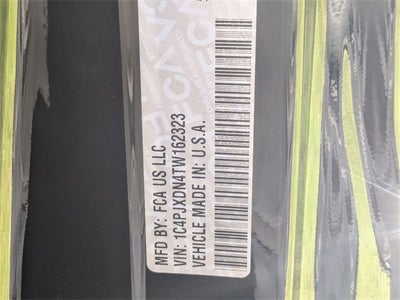 MFD BY: FCA US LLC
VIN: 1C4PJXDN4TW162323
VEHICLE MADE IN: U.S.A.